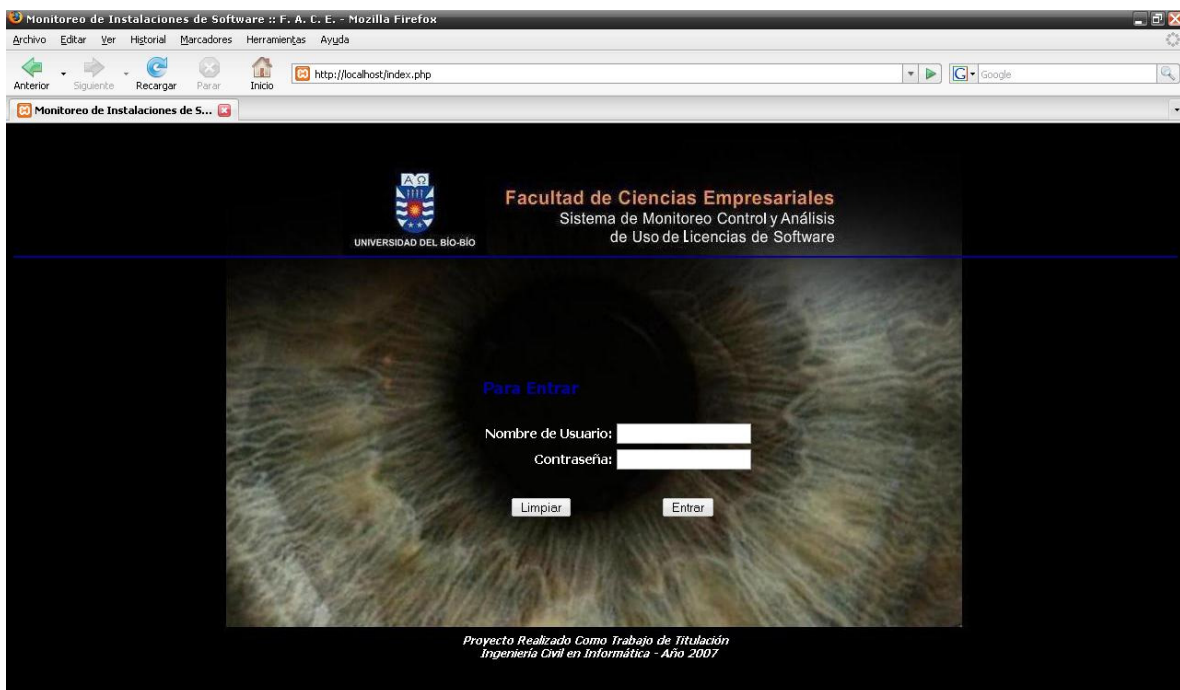 Monitoreo de Instalaciones de Software :: F. A. C. E. - Mozilla Firefox
Archivo Editar Ver Historial Marcadores Herramientas Ayuda
Anterior Siguiente Recargar Parar Inicio
http://localhost/index.php
G Google
Monitoreo de Instalaciones de S...
ΑΩ
UNIVERSIDAD DEL BÍO-BÍO
Facultad de Ciencias Empresariales
Sistema de Monitoreo Control y Análisis
de Uso de Licencias de Software
Para Entrar
Nombre de Usuario:
Contraseña:
Limpiar Entrar
Proyecto Realizado Como Trabajo de Titulación
Ingeniería Civil en Informática - Año 2007